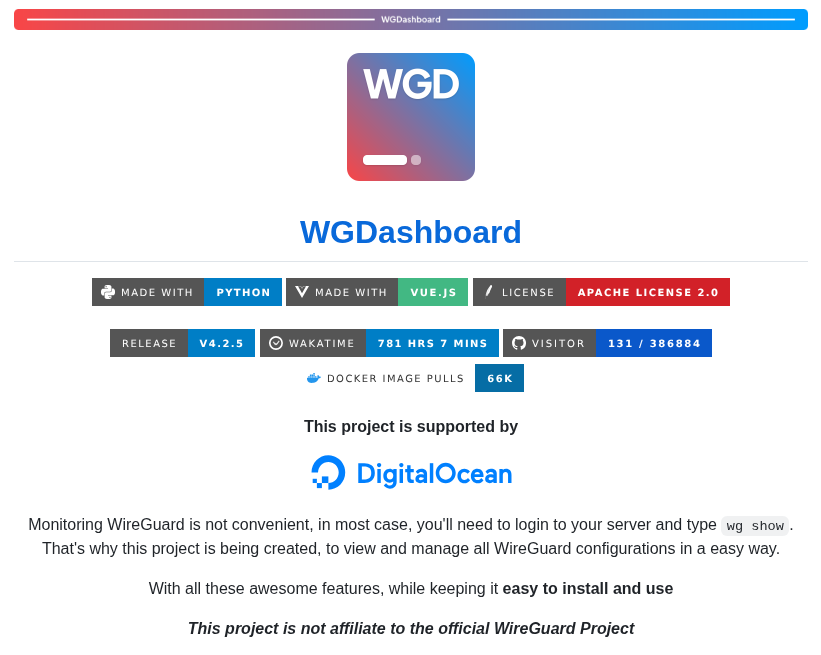 WGDashboard
WGD
WGDashboard
MADE WITH PYTHON MADE WITH VUE.JS LICENSE APACHE LICENSE 2.0
RELEASE V4.2.5 WAKATIME 781 HRS 7 MINS VISITOR 131 / 386884
DOCKER IMAGE PULLS 66K
This project is supported by
DigitalOcean
Monitoring WireGuard is not convenient, in most case, you'll need to login to your server and type wg show.
That's why this project is being created, to view and manage all WireGuard configurations in a easy way.
With all these awesome features, while keeping it easy to install and use
This project is not affiliate to the official WireGuard Project